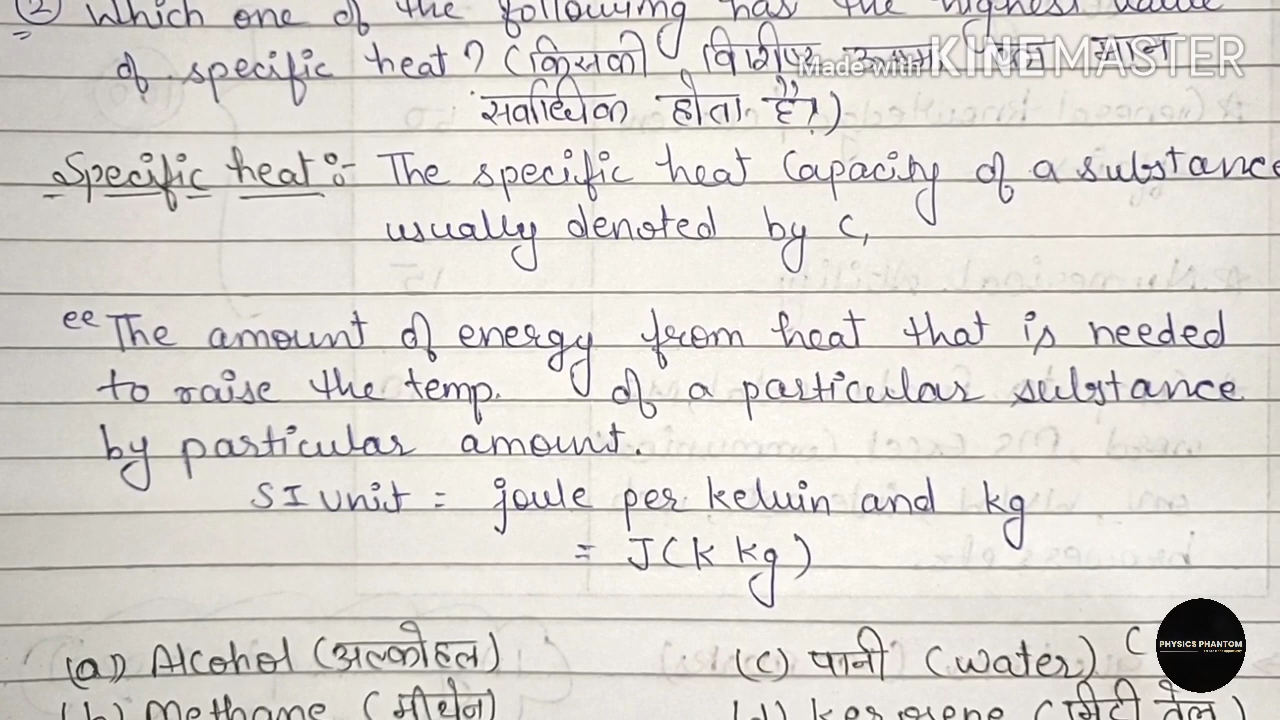 ② Which one of the following has the highest value
of specific heat? (किसकी विशिष्ट मान
Made with KINEMASTER
सर्वाधिक होता है?)
Specific heat :- The specific heat Capacity of a substance
usually denoted by c,
"The amount of energy from heat that is needed
to raise the temp. of a particular substance
by particular amount.
SI Unit = joule per kelvin and kg
= J(K kg)
(a) Alcohol (अल्कोहल)
(c) पानी (water) (
PHYSICS PHANTOM
(b) Methane (मीथेन)
(d) kerosene (मिट्टी तेल)